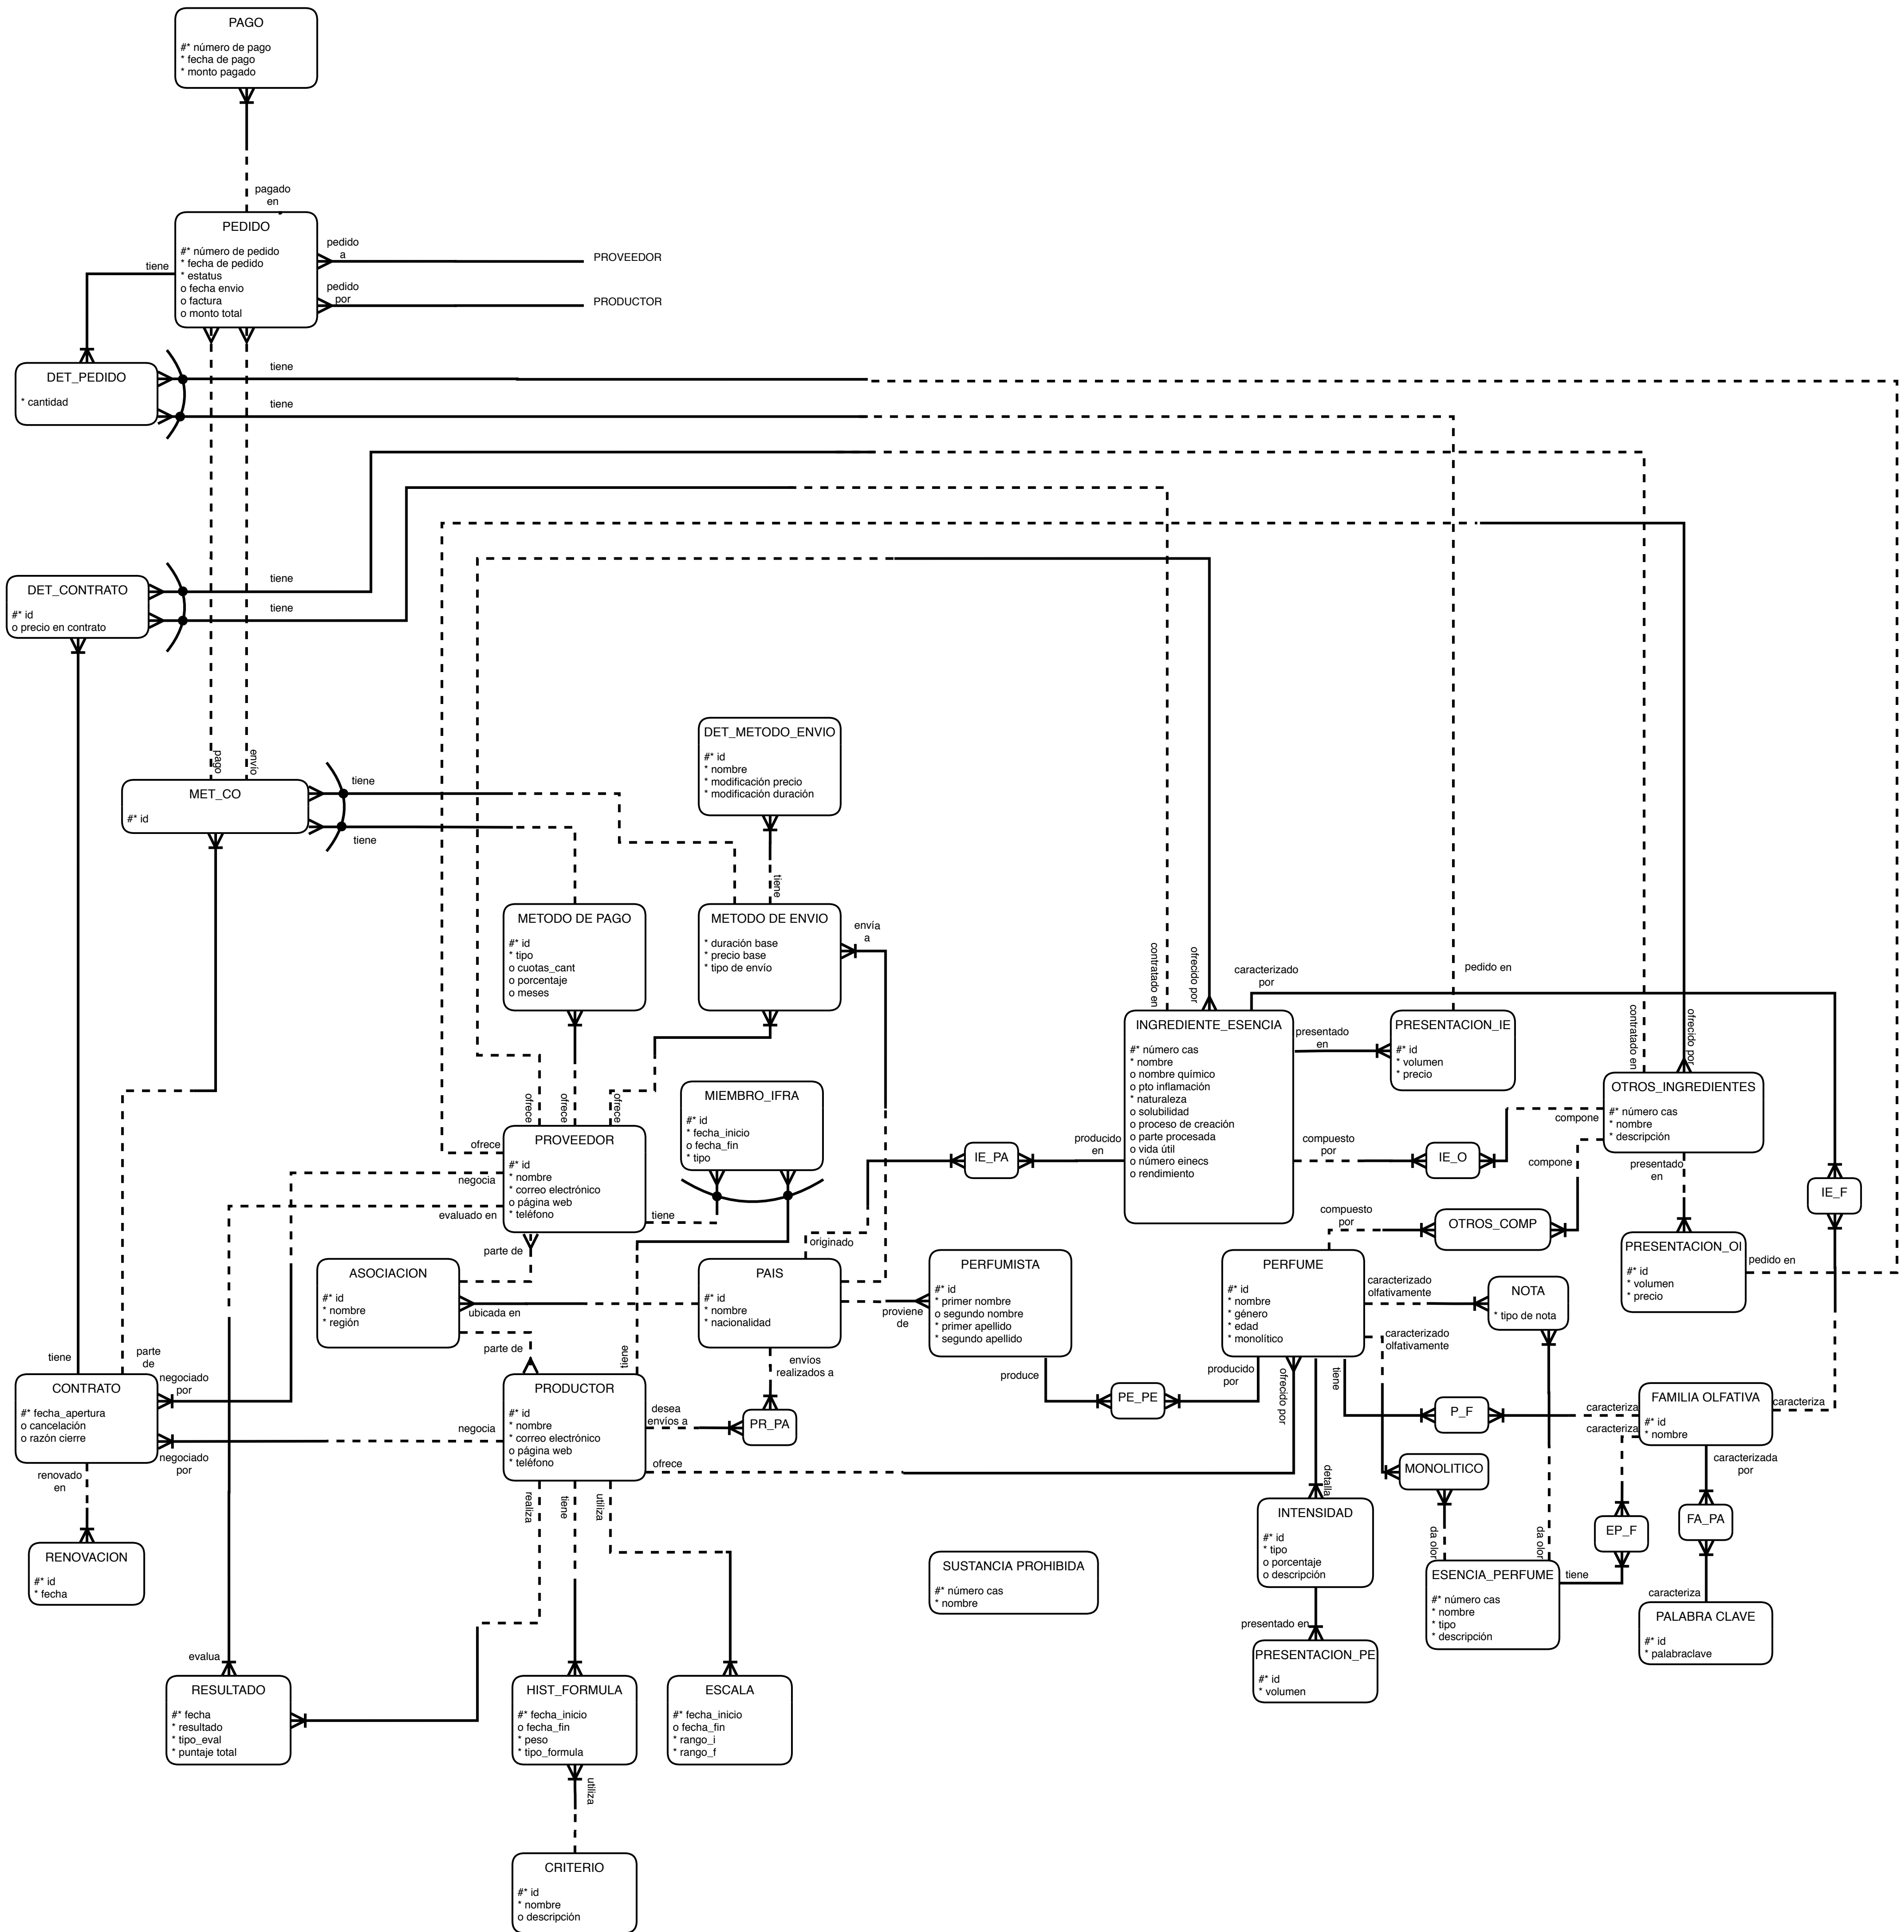 PAGO
#* número de pago
* fecha de pago
* monto pagado
pagado
en
PEDIDO
#* número de pedido
* fecha de pedido
* estatus
o fecha envio
o factura
o monto total
pedido
a
PROVEEDOR
pedido
por
PRODUCTOR
tiene
DET_PEDIDO
* cantidad
tiene
tiene
DET_CONTRATO
#* id
o precio en contrato
tiene
tiene
pago
envío
MET_CO
#* id
tiene
tiene
DET_METODO_ENVIO
#* id
* nombre
* modificación precio
* modificación duración
tiene
METODO DE PAGO
#* id
* tipo
o cuotas_cant
o porcentaje
o meses
METODO DE ENVIO
* duración base
* precio base
* tipo de envío
envía
a
contratado en
ofrecido por
caracterizado
por
pedido en
contratado en
ofrecido por
INGREDIENTE_ESENCIA
#* número cas
* nombre
o nombre químico
o pto inflamación
* naturaleza
o solubilidad
o proceso de creación
o parte procesada
o vida útil
o número einecs
o rendimiento
presentado
en
PRESENTACION_IE
#* id
* volumen
* precio
OTROS_INGREDIENTES
#* número cas
* nombre
* descripción
ofrece
ofrece
ofrece
ofrece
negocia
evaluado en
PROVEEDOR
#* id
* nombre
* correo electrónico
o página web
* teléfono
tiene
parte de
MIEMBRO_IFRA
#* id
* fecha_inicio
o fecha_fin
* tipo
IE_PA
producido
en
compuesto
por
IE_O
compone
compone
presentado
en
IE_F
compuesto
por
OTROS_COMP
originado
ASOCIACION
#* id
* nombre
* región
ubicada en
parte de
PAIS
#* id
* nombre
* nacionalidad
proviene
de
PERFUMISTA
#* id
* primer nombre
o segundo nombre
* primer apellido
* segundo apellido
PERFUME
#* id
* nombre
* género
* edad
* monolítico
caracterizado
olfativamente
caracterizado
olfativamente
NOTA
* tipo de nota
PRESENTACION_OI
#* id
* volumen
* precio
pedido en
tiene
parte
de
CONTRATO
#* fecha_apertura
o cancelación
o razón cierre
negociado
por
negociado
por
negocia
tiene
PRODUCTOR
#* id
* nombre
* correo electrónico
o página web
* teléfono
desea
envíos a
envíos
realizados a
PR_PA
ofrece
produce
PE_PE
producido
por
ofrecido por
tiene
P_F
caracteriza
caracteriza
FAMILIA OLFATIVA
#* id
* nombre
caracteriza
caracterizada
por
MONOLITICO
renovado
en
RENOVACION
#* id
* fecha
realiza
tiene
utiliza
detalla
INTENSIDAD
#* id
* tipo
o porcentaje
o descripción
da olor
da olor
EP_F
FA_PA
SUSTANCIA PROHIBIDA
#* número cas
* nombre
ESENCIA_PERFUME
#* número cas
* nombre
* tipo
* descripción
tiene
caracteriza
PALABRA CLAVE
#* id
* palabraclave
presentado en
PRESENTACION_PE
#* id
* volumen
evalua
RESULTADO
#* fecha
* resultado
* tipo_eval
* puntaje total
HIST_FORMULA
#* fecha_inicio
o fecha_fin
* peso
* tipo_formula
ESCALA
#* fecha_inicio
o fecha_fin
* rango_i
* rango_f
utiliza
CRITERIO
#* id
* nombre
o descripción